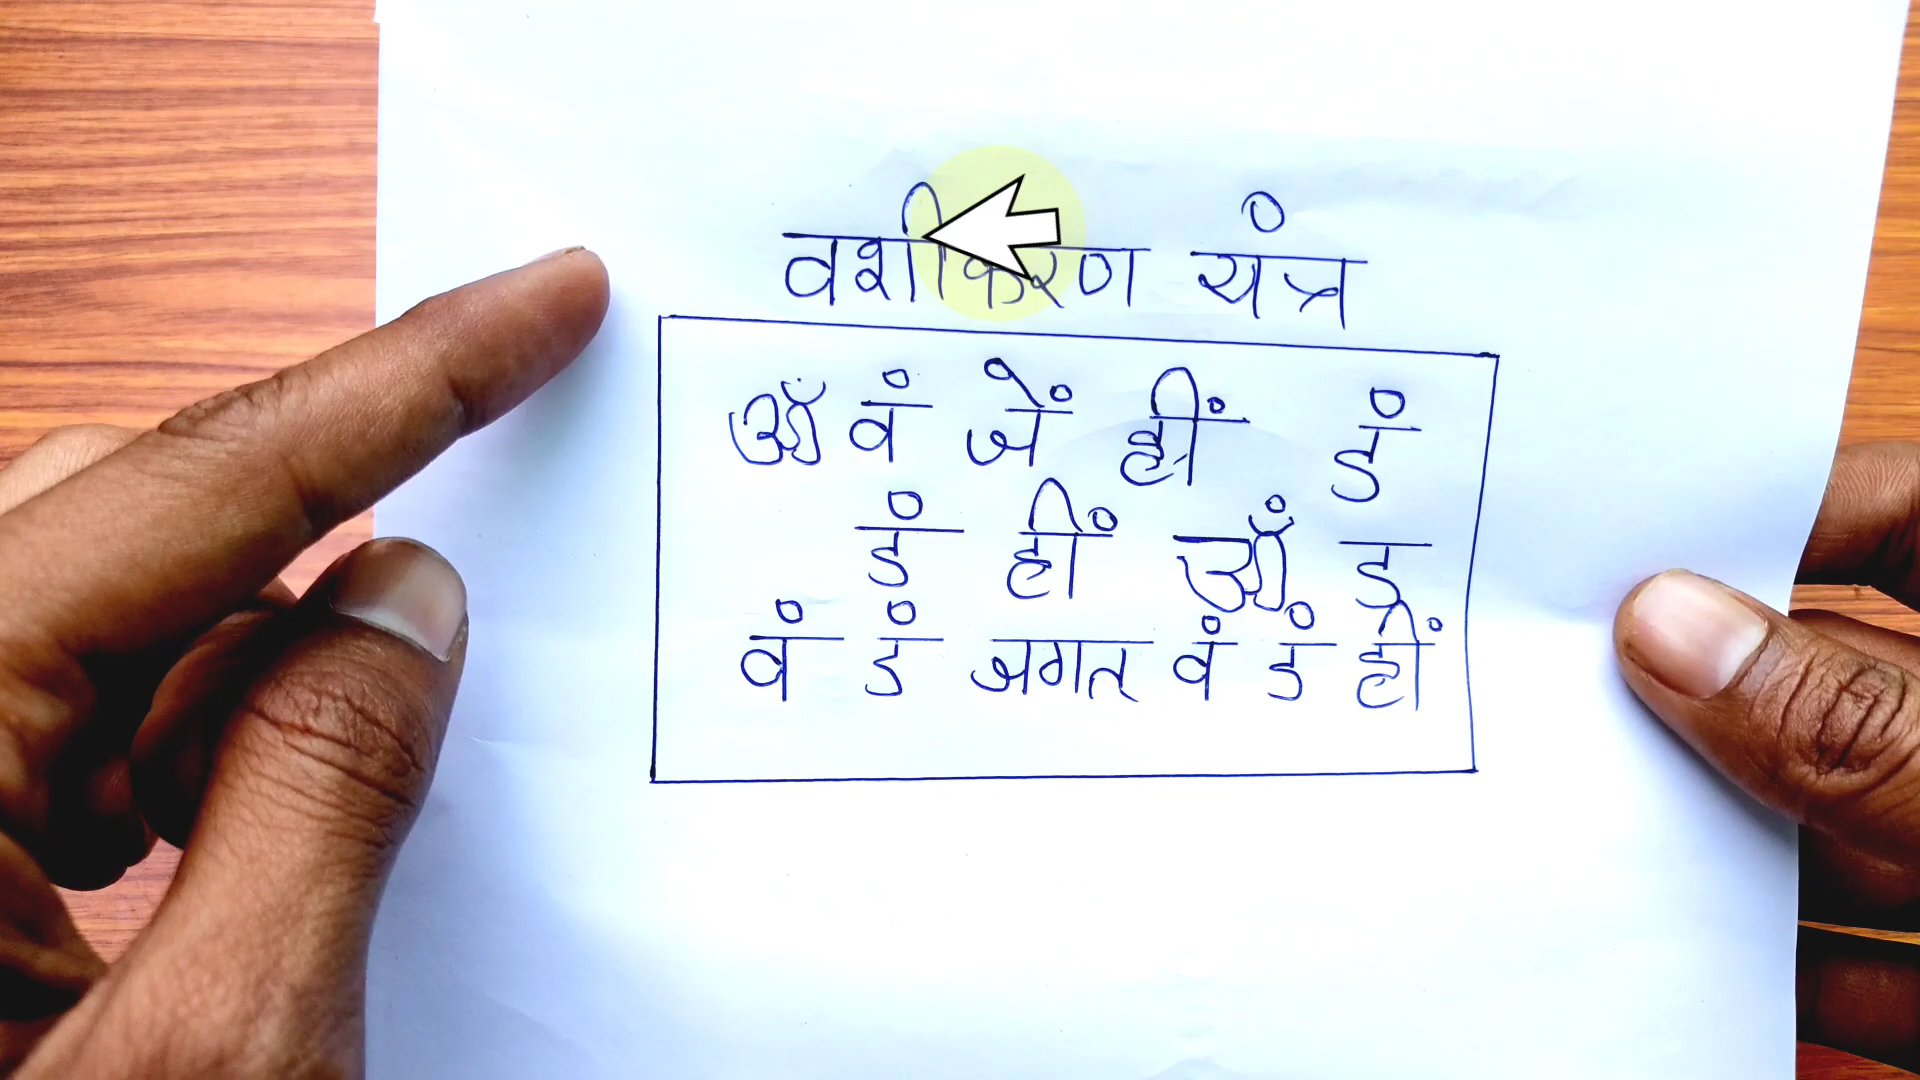 वशीकरण यंत्र
ॐ वं जें हीं डं
डं हीं ॐ ड
वं डं जगत वं डं हीं